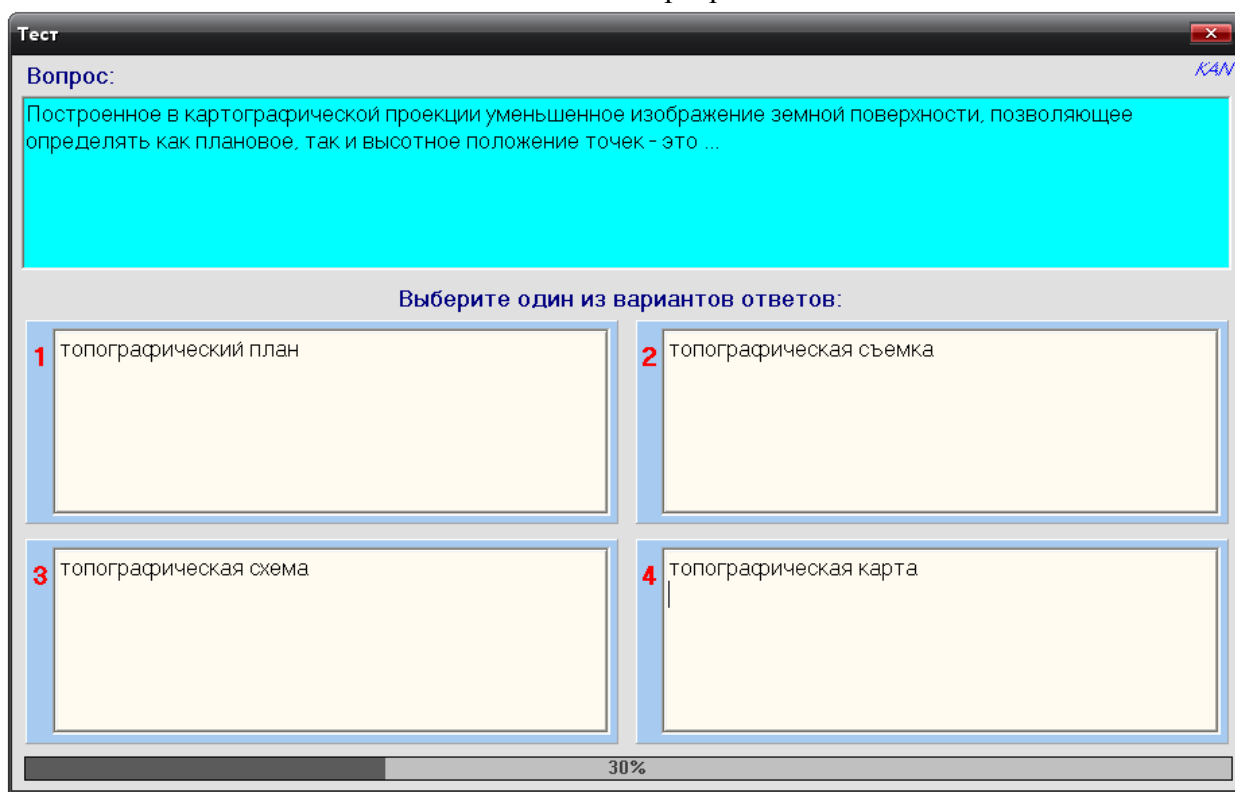 Тест
Вопрос:
KAN
Построенное в картографической проекции уменьшенное изображение земной поверхности, позволяющее
определять как плановое, так и высотное положение точек - это ...
Выберите один из вариантов ответов:
1 топографический план
2 топографическая съемка
3 топографическая схема
4 топографическая карта
30%